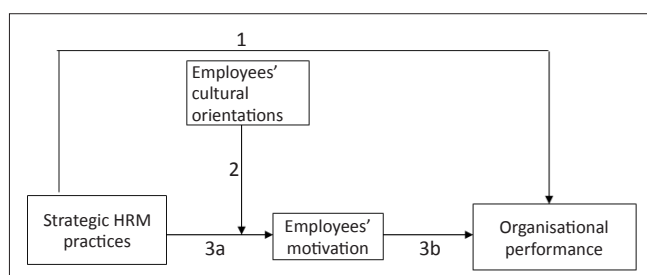 1
Employees’
cultural
orientations
2
Strategic HRM
practices
3a
Employees’
motivation
3b
Organisational
performance